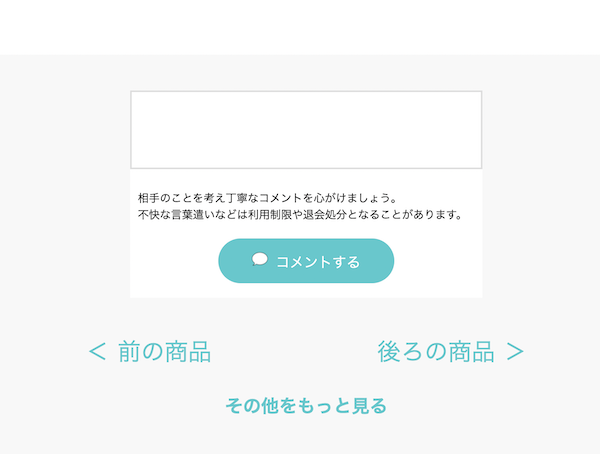 相手のことを考え丁寧なコメントを心がけましょう。
不快な言葉遣いなどは利用制限や退会処分となることがあります。
コメントする
＜ 前の商品
後ろの商品 ＞
その他をもっと見る